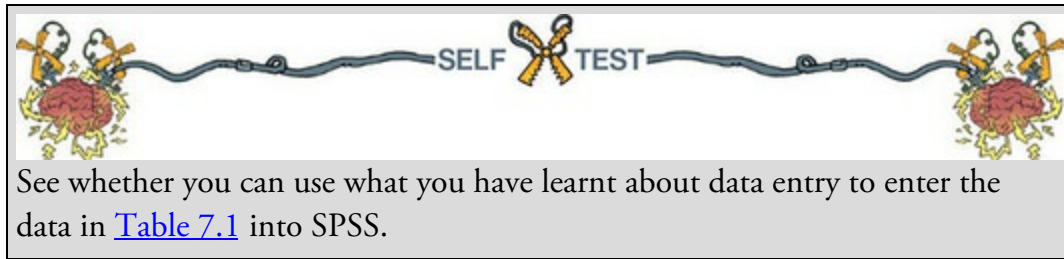 SELF TEST
See whether you can use what you have learnt about data entry to enter the
data in Table 7.1 into SPSS.